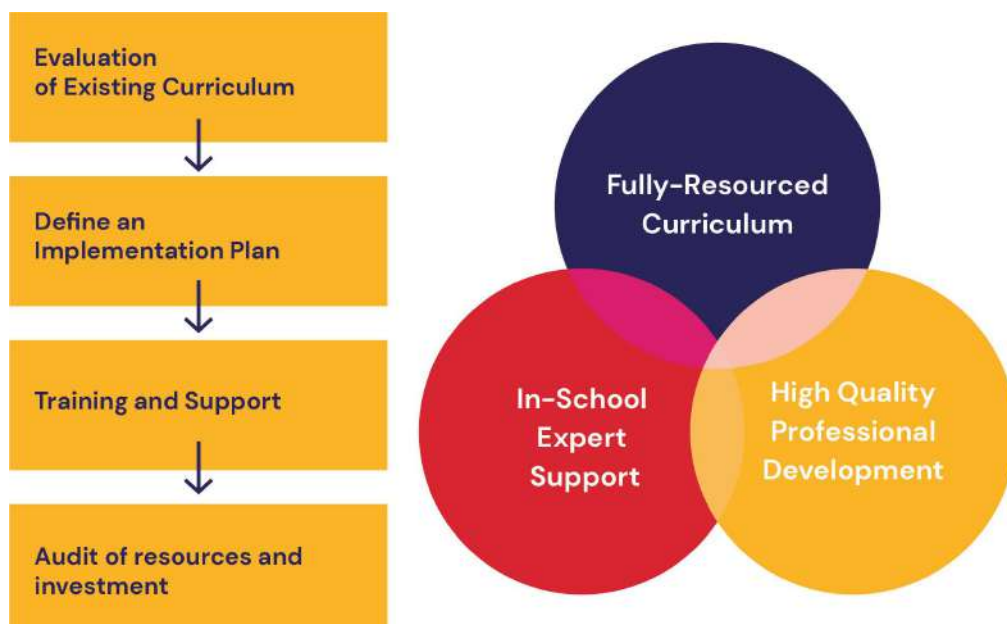 Evaluation
of Existing Curriculum
Define an
Implementation Plan
Training and Support
Audit of resources and
investment
Fully-Resourced
Curriculum
In-School
Expert
Support
High Quality
Professional
Development